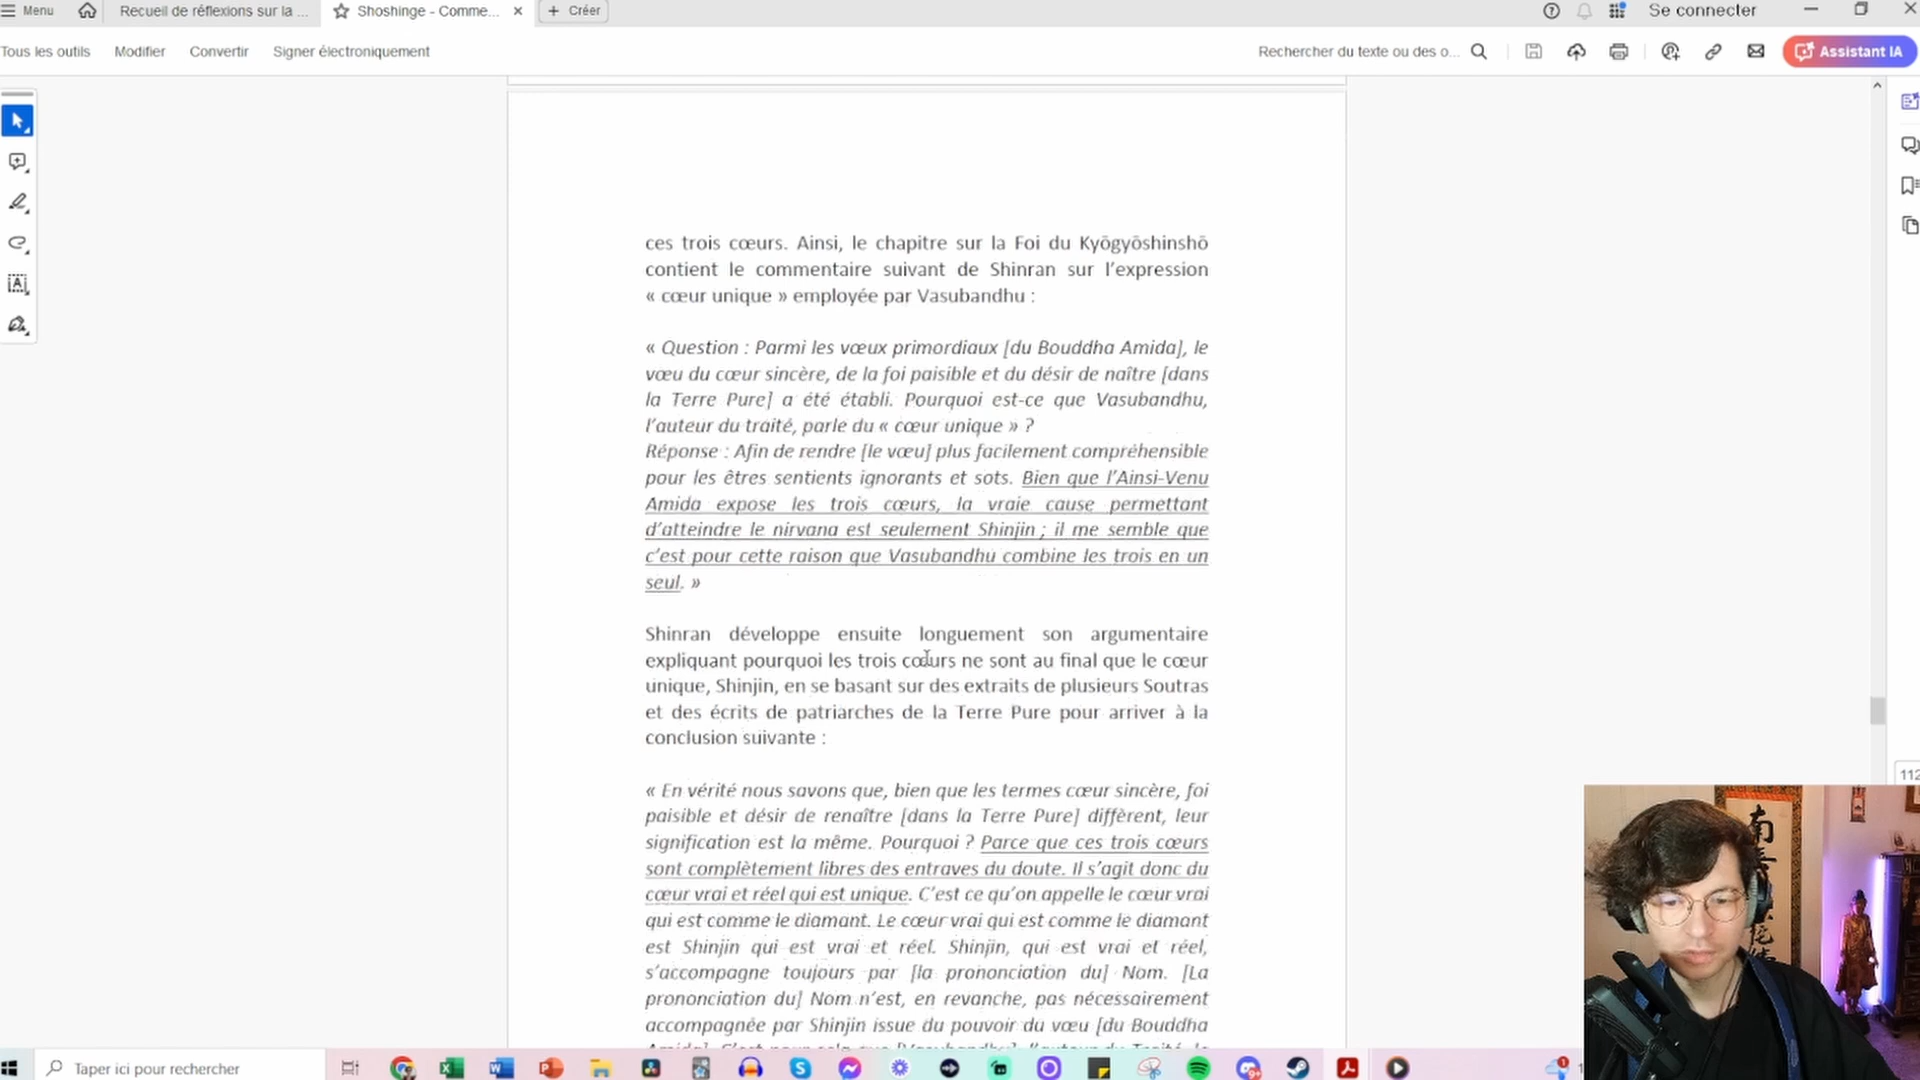 Menu
Recueil de réflexions sur la ...
Shoshinge - Comme...
Créer
Se connecter
Tous les outils
Modifier
Convertir
Signer électroniquement
Rechercher du texte ou des o...
Assistant IA
ces trois cœurs. Ainsi, le chapitre sur la Foi du Kyōgyōshinshō
contient le commentaire suivant de Shinran sur l'expression
« cœur unique » employée par Vasubandhu :
« Question : Parmi les vœux primordiaux [du Bouddha Amida], le
vœu du cœur sincère, de la foi paisible et du désir de naître [dans
la Terre Pure] a été établi. Pourquoi est-ce que Vasubandhu,
l'auteur du traité, parle du « cœur unique » ?
Réponse : Afin de rendre [le vœu] plus facilement compréhensible
pour les êtres sentients ignorants et sots. Bien que l'Ainsi-Venu
Amida expose les trois cœurs, la vraie cause permettant
d'atteindre le nirvana est seulement Shinjin ; il me semble que
c'est pour cette raison que Vasubandhu combine les trois en un
seul. »
Shinran développe ensuite longuement son argumentaire
expliquant pourquoi les trois cœurs ne sont au final que le cœur
unique, Shinjin, en se basant sur des extraits de plusieurs Soutras
et des écrits de patriarches de la Terre Pure pour arriver à la
conclusion suivante :
« En vérité nous savons que, bien que les termes cœur sincère, foi
paisible et désir de renaître [dans la Terre Pure] diffèrent, leur
signification est la même. Pourquoi ? Parce que ces trois cœurs
sont complètement libres des entraves du doute. Il s'agit donc du
cœur vrai et réel qui est unique. C'est ce qu'on appelle le cœur vrai
qui est comme le diamant. Le cœur vrai qui est comme le diamant
est Shinjin qui est vrai et réel. Shinjin, qui est vrai et réel,
s'accompagne toujours par [la prononciation du] Nom. [La
prononciation du] Nom n'est, en revanche, pas nécessairement
accompagnée par Shinjin issue du pouvoir du vœu [du Bouddha
112
南
Taper ici pour rechercher